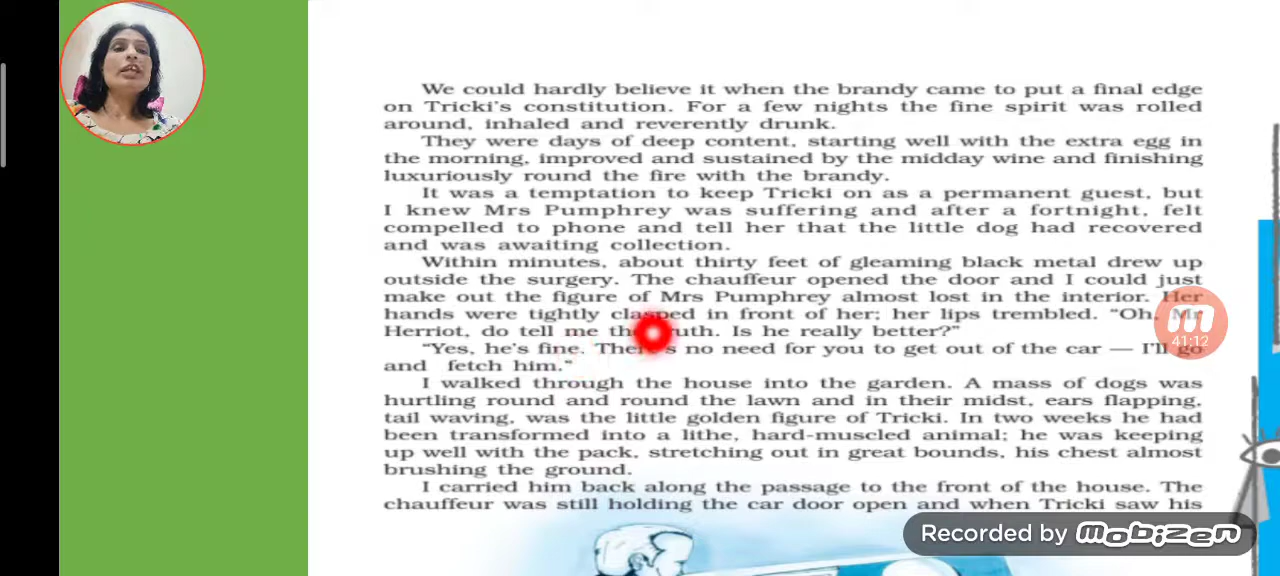 We could hardly believe it when the brandy came to put a final edge
on Tricki's constitution. For a few nights the fine spirit was rolled
around, inhaled and reverently drunk.
They were days of deep content, starting well with the extra egg in
the morning, improved and sustained by the midday wine and finishing
luxuriously round the fire with the brandy.
It was a temptation to keep Tricki on as a permanent guest, but
I knew Mrs Pumphrey was suffering and after a fortnight, felt
compelled to phone and tell her that the little dog had recovered
and was awaiting collection.
Within minutes, about thirty feet of gleaming black metal drew up
outside the surgery. The chauffeur opened the door and I could just
make out the figure of Mrs Pumphrey almost lost in the interior. Her
hands were tightly clasped in front of her; her lips trembled. “Oh, Mr
Herriot, do tell me the truth. Is he really better?”
“Yes, he's fine. There's no need for you to get out of the car — I'll go
and fetch him.”
I walked through the house into the garden. A mass of dogs was
hurtling round and round the lawn and in their midst, ears flapping,
tail waving, was the little golden figure of Tricki. In two weeks he had
been transformed into a lithe, hard-muscled animal; he was keeping
up well with the pack, stretching out in great bounds, his chest almost
brushing the ground.
I carried him back along the passage to the front of the house. The
chauffeur was still holding the car door open and when Tricki saw his
41:12
Recorded by Mobizen